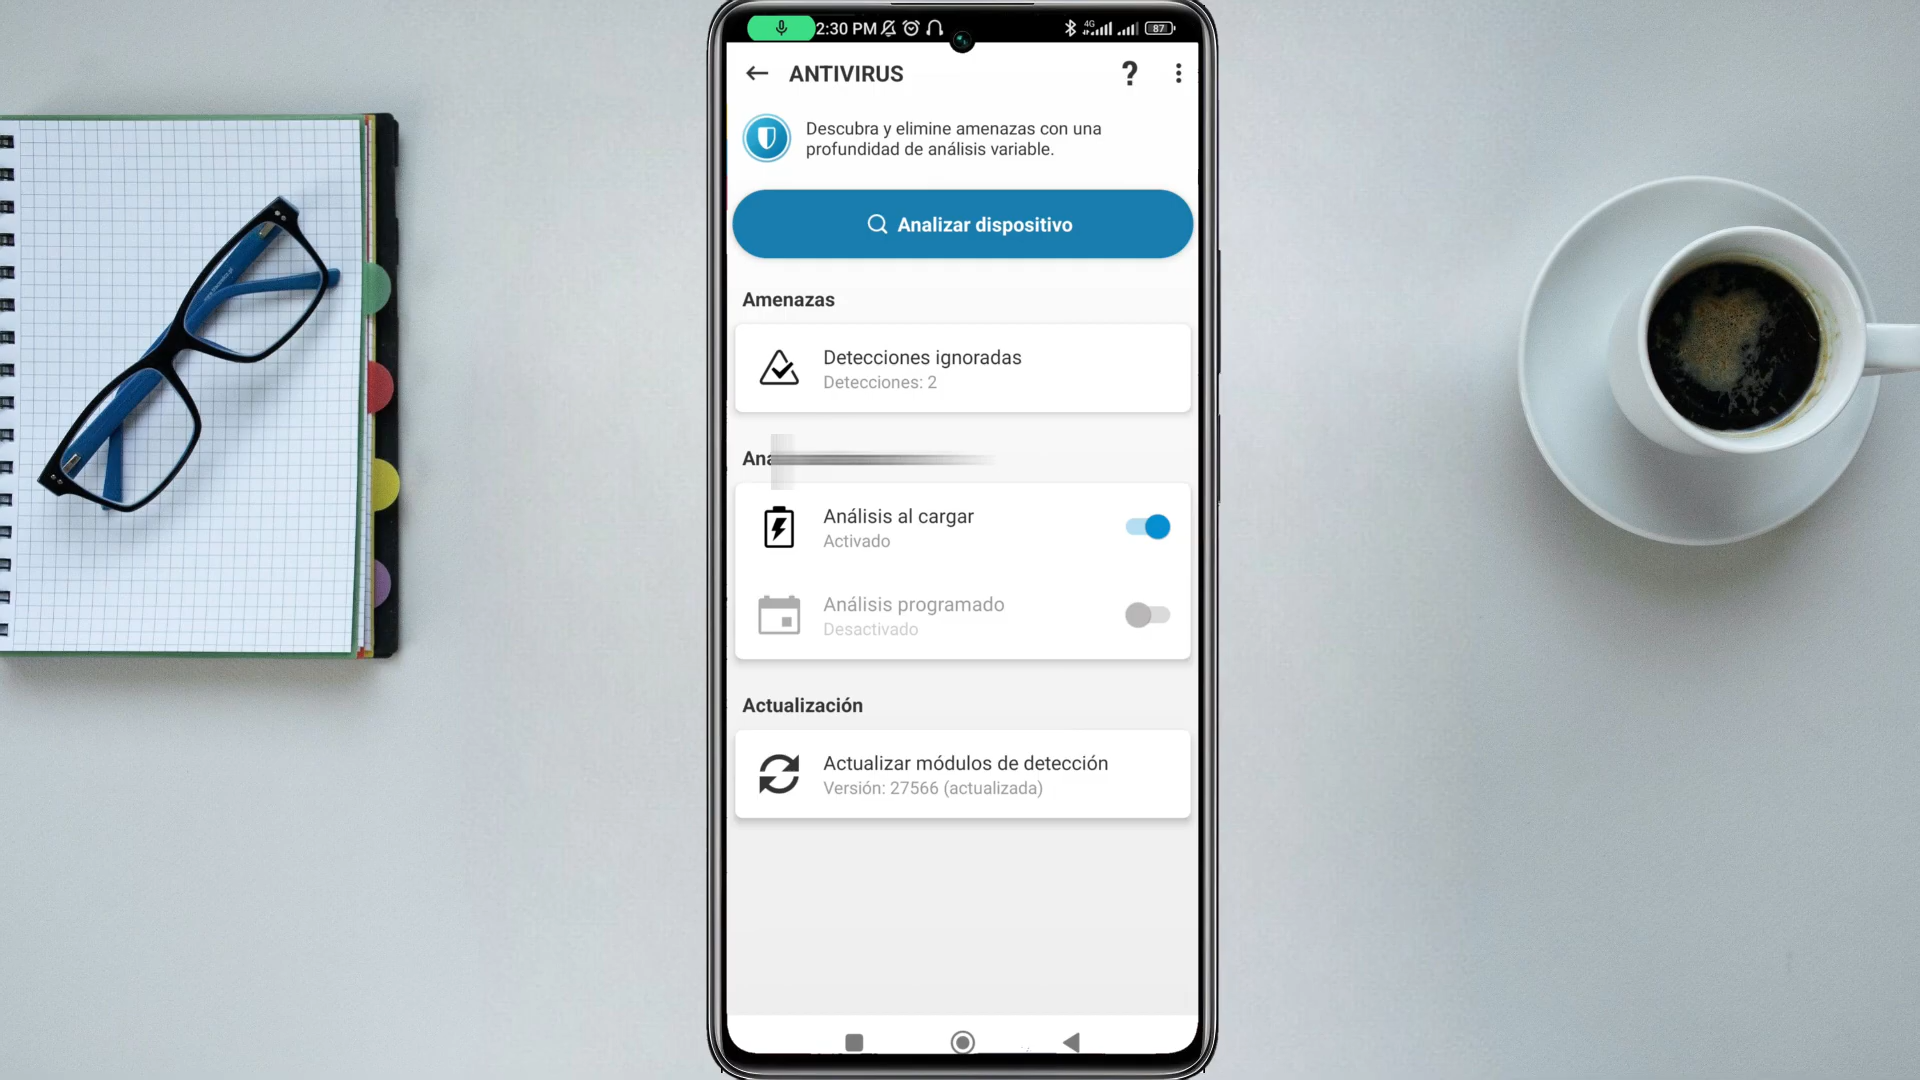 2:30 PM
4G
87
ANTIVIRUS
?
Descubra y elimine amenazas con una
profundidad de análisis variable.
Analizar dispositivo
Amenazas
Detecciones ignoradas
Detecciones: 2
Análisis al cargar
Activado
Análisis programado
Desactivado
Actualización
Actualizar módulos de detección
Versión: 27566 (actualizada)